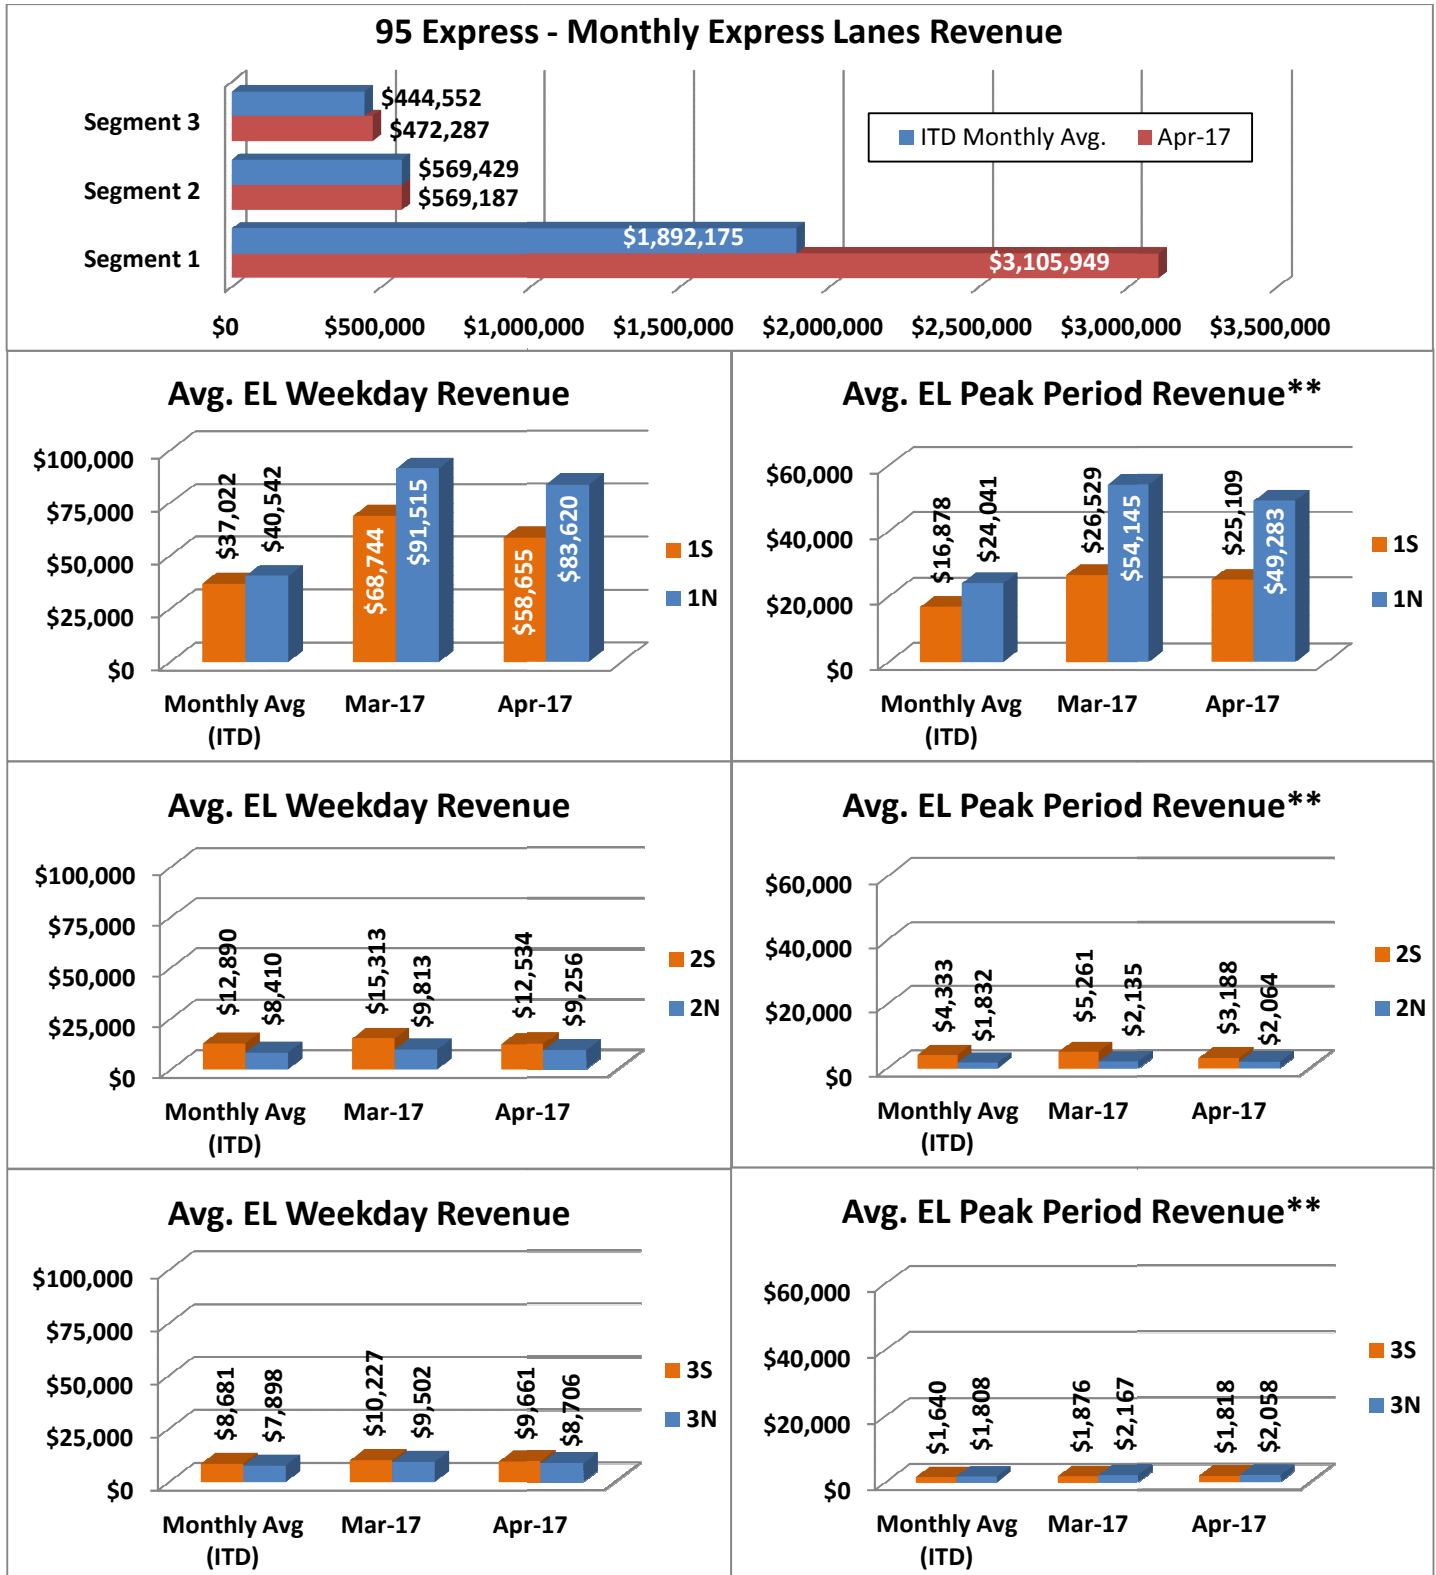 95 Express - Monthly Express Lanes Revenue
Segment 3
$444,552
$472,287
ITD Monthly Avg.
Apr-17
Segment 2
$569,429
$569,187
Segment 1
$1,892,175
$3,105,949
$0 $500,000 $1,000,000 $1,500,000 $2,000,000 $2,500,000 $3,000,000 $3,500,000
Avg. EL Weekday Revenue
$100,000
$75,000
$50,000
$25,000
$0
$37,022
$40,542
$68,744
$91,515
$58,655
$83,620
1S
1N
Monthly Avg (ITD)
Mar-17
Apr-17
Avg. EL Peak Period Revenue**
$60,000
$40,000
$20,000
$0
$16,878
$24,041
$26,529
$54,145
$25,109
$49,283
1S
1N
Monthly Avg (ITD)
Mar-17
Apr-17
Avg. EL Weekday Revenue
$100,000
$75,000
$50,000
$25,000
$0
$12,890
$8,410
$15,313
$9,813
$12,534
$9,256
2S
2N
Monthly Avg (ITD)
Mar-17
Apr-17
Avg. EL Peak Period Revenue**
$60,000
$40,000
$20,000
$0
$4,333
$1,832
$5,261
$2,135
$3,188
$2,064
2S
2N
Monthly Avg (ITD)
Mar-17
Apr-17
Avg. EL Weekday Revenue
$100,000
$75,000
$50,000
$25,000
$0
$8,681
$7,898
$10,227
$9,502
$9,661
$8,706
3S
3N
Monthly Avg (ITD)
Mar-17
Apr-17
Avg. EL Peak Period Revenue**
$60,000
$40,000
$20,000
$0
$1,640
$1,808
$1,876
$2,167
$1,818
$2,058
3S
3N
Monthly Avg (ITD)
Mar-17
Apr-17